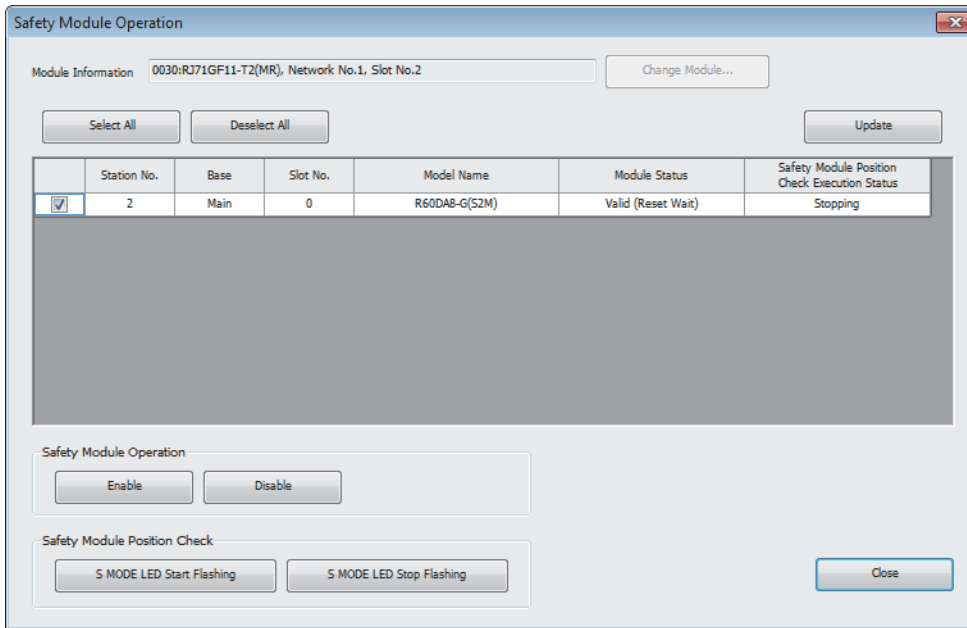 Safety Module Operation
Module Information 0030:RJ71GF11-T2(MR), Network No.1, Slot No.2 Change Module...
Select All Deselect All Update
Station No. Base Slot No. Model Name Module Status Safety Module Position
Check Execution Status
2 Main 0 R60DA8-G(S2M) Valid (Reset Wait) Stopping
Safety Module Operation
Enable Disable
Safety Module Position Check
S MODE LED Start Flashing S MODE LED Stop Flashing Close